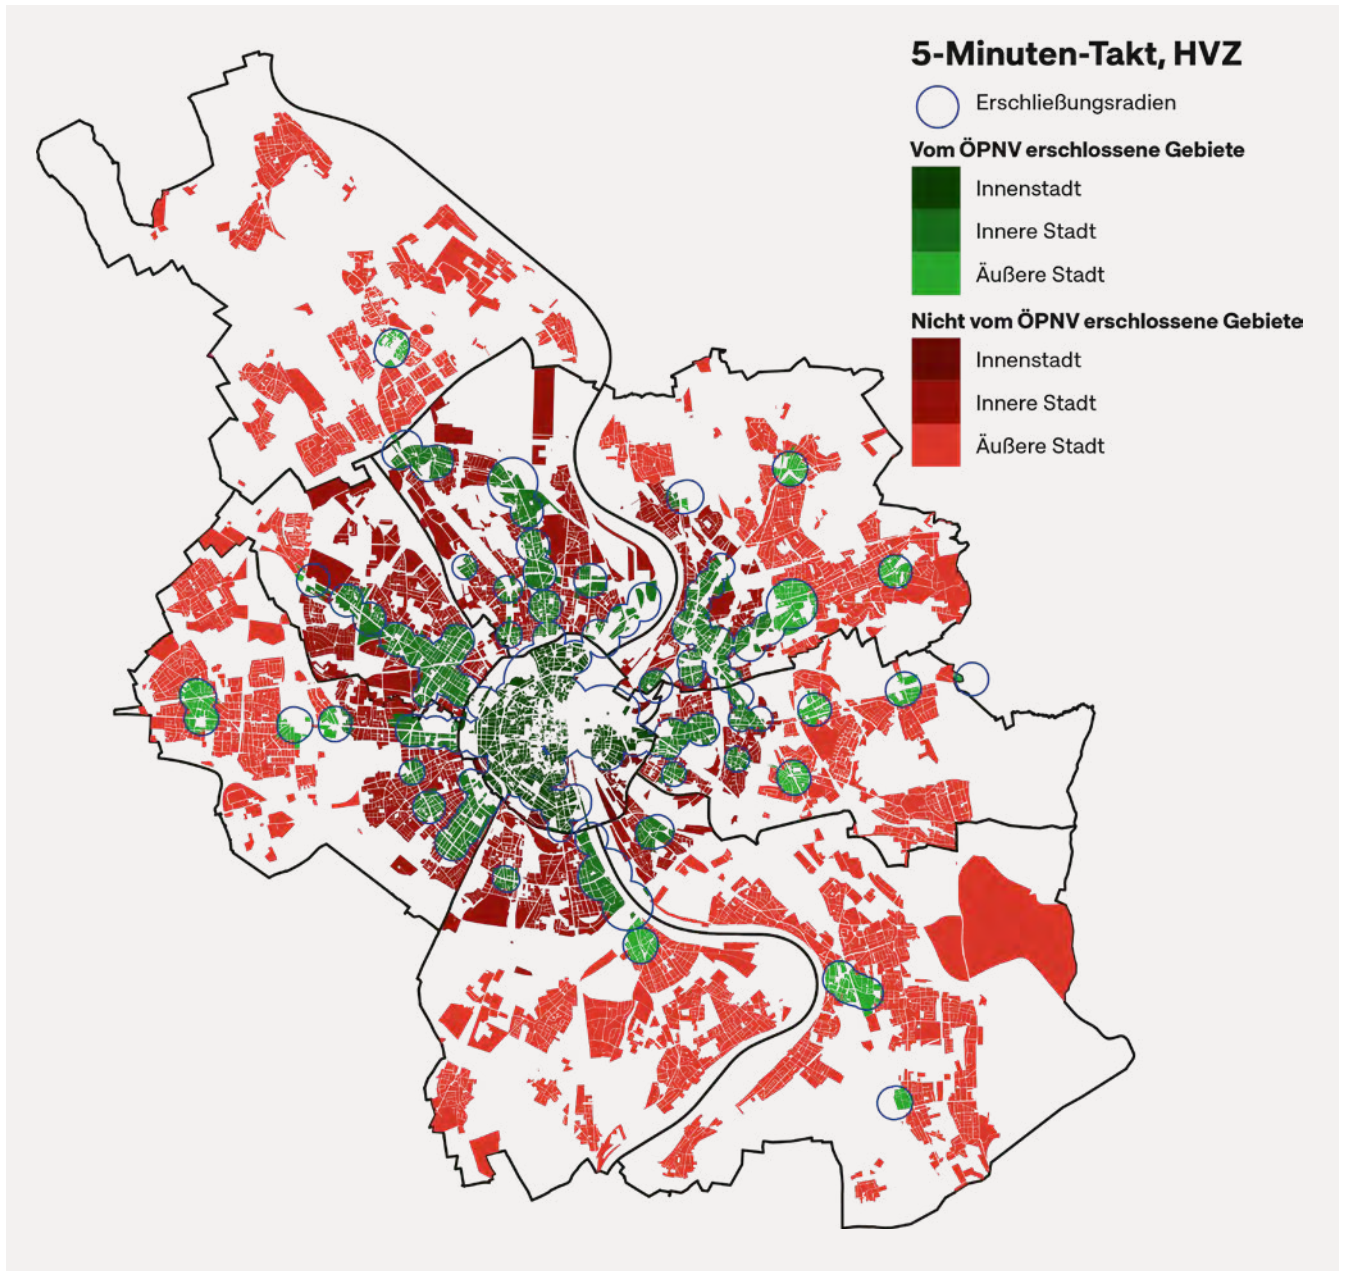 5-Minuten-Takt, HVZ
Erschließungsradien
Vom ÖPNV erschlossene Gebiete
Innenstadt
Innere Stadt
Äußere Stadt
Nicht vom ÖPNV erschlossene Gebiete
Innenstadt
Innere Stadt
Äußere Stadt